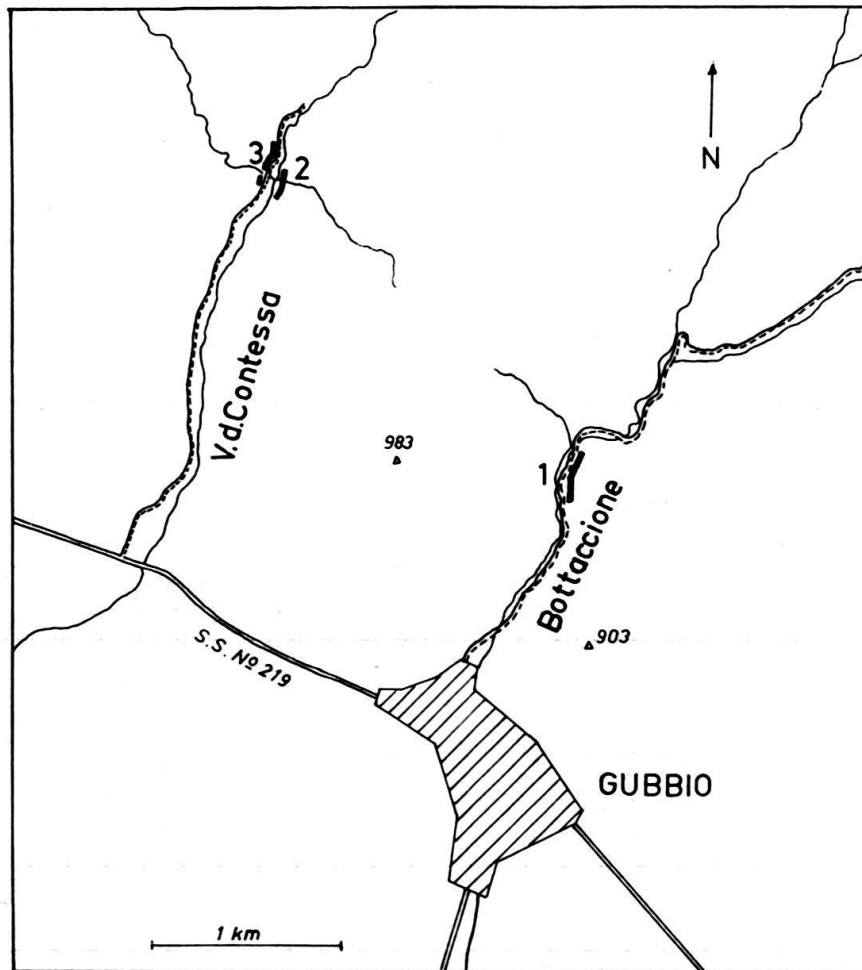 3
2
N
V.d.Contessa
983
1
Bottaccione
903
S.S. Nº 219
GUBBIO
1 km